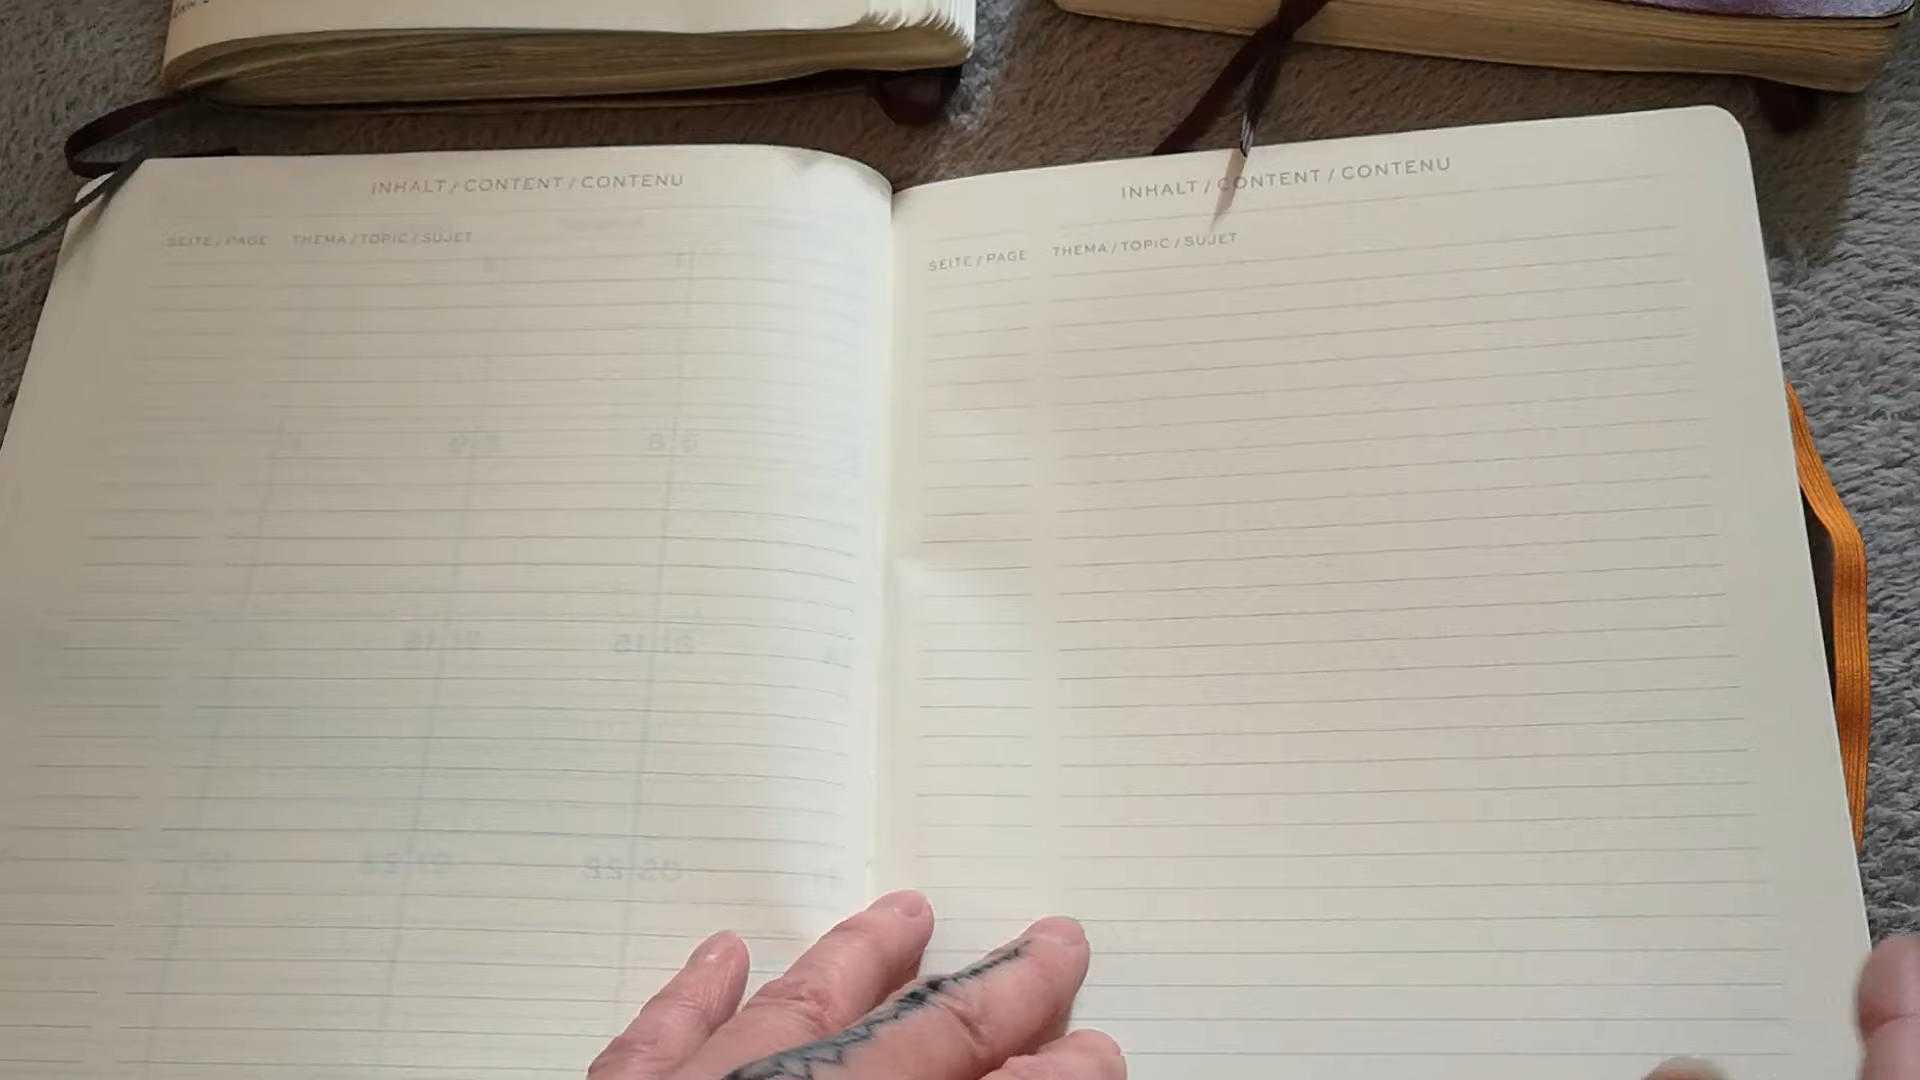 INHALT / CONTENT / CONTENU
SEITE / PAGE THEMA / TOPIC / SUJET
INHALT / CONTENT / CONTENU
SEITE / PAGE THEMA / TOPIC / SUJET